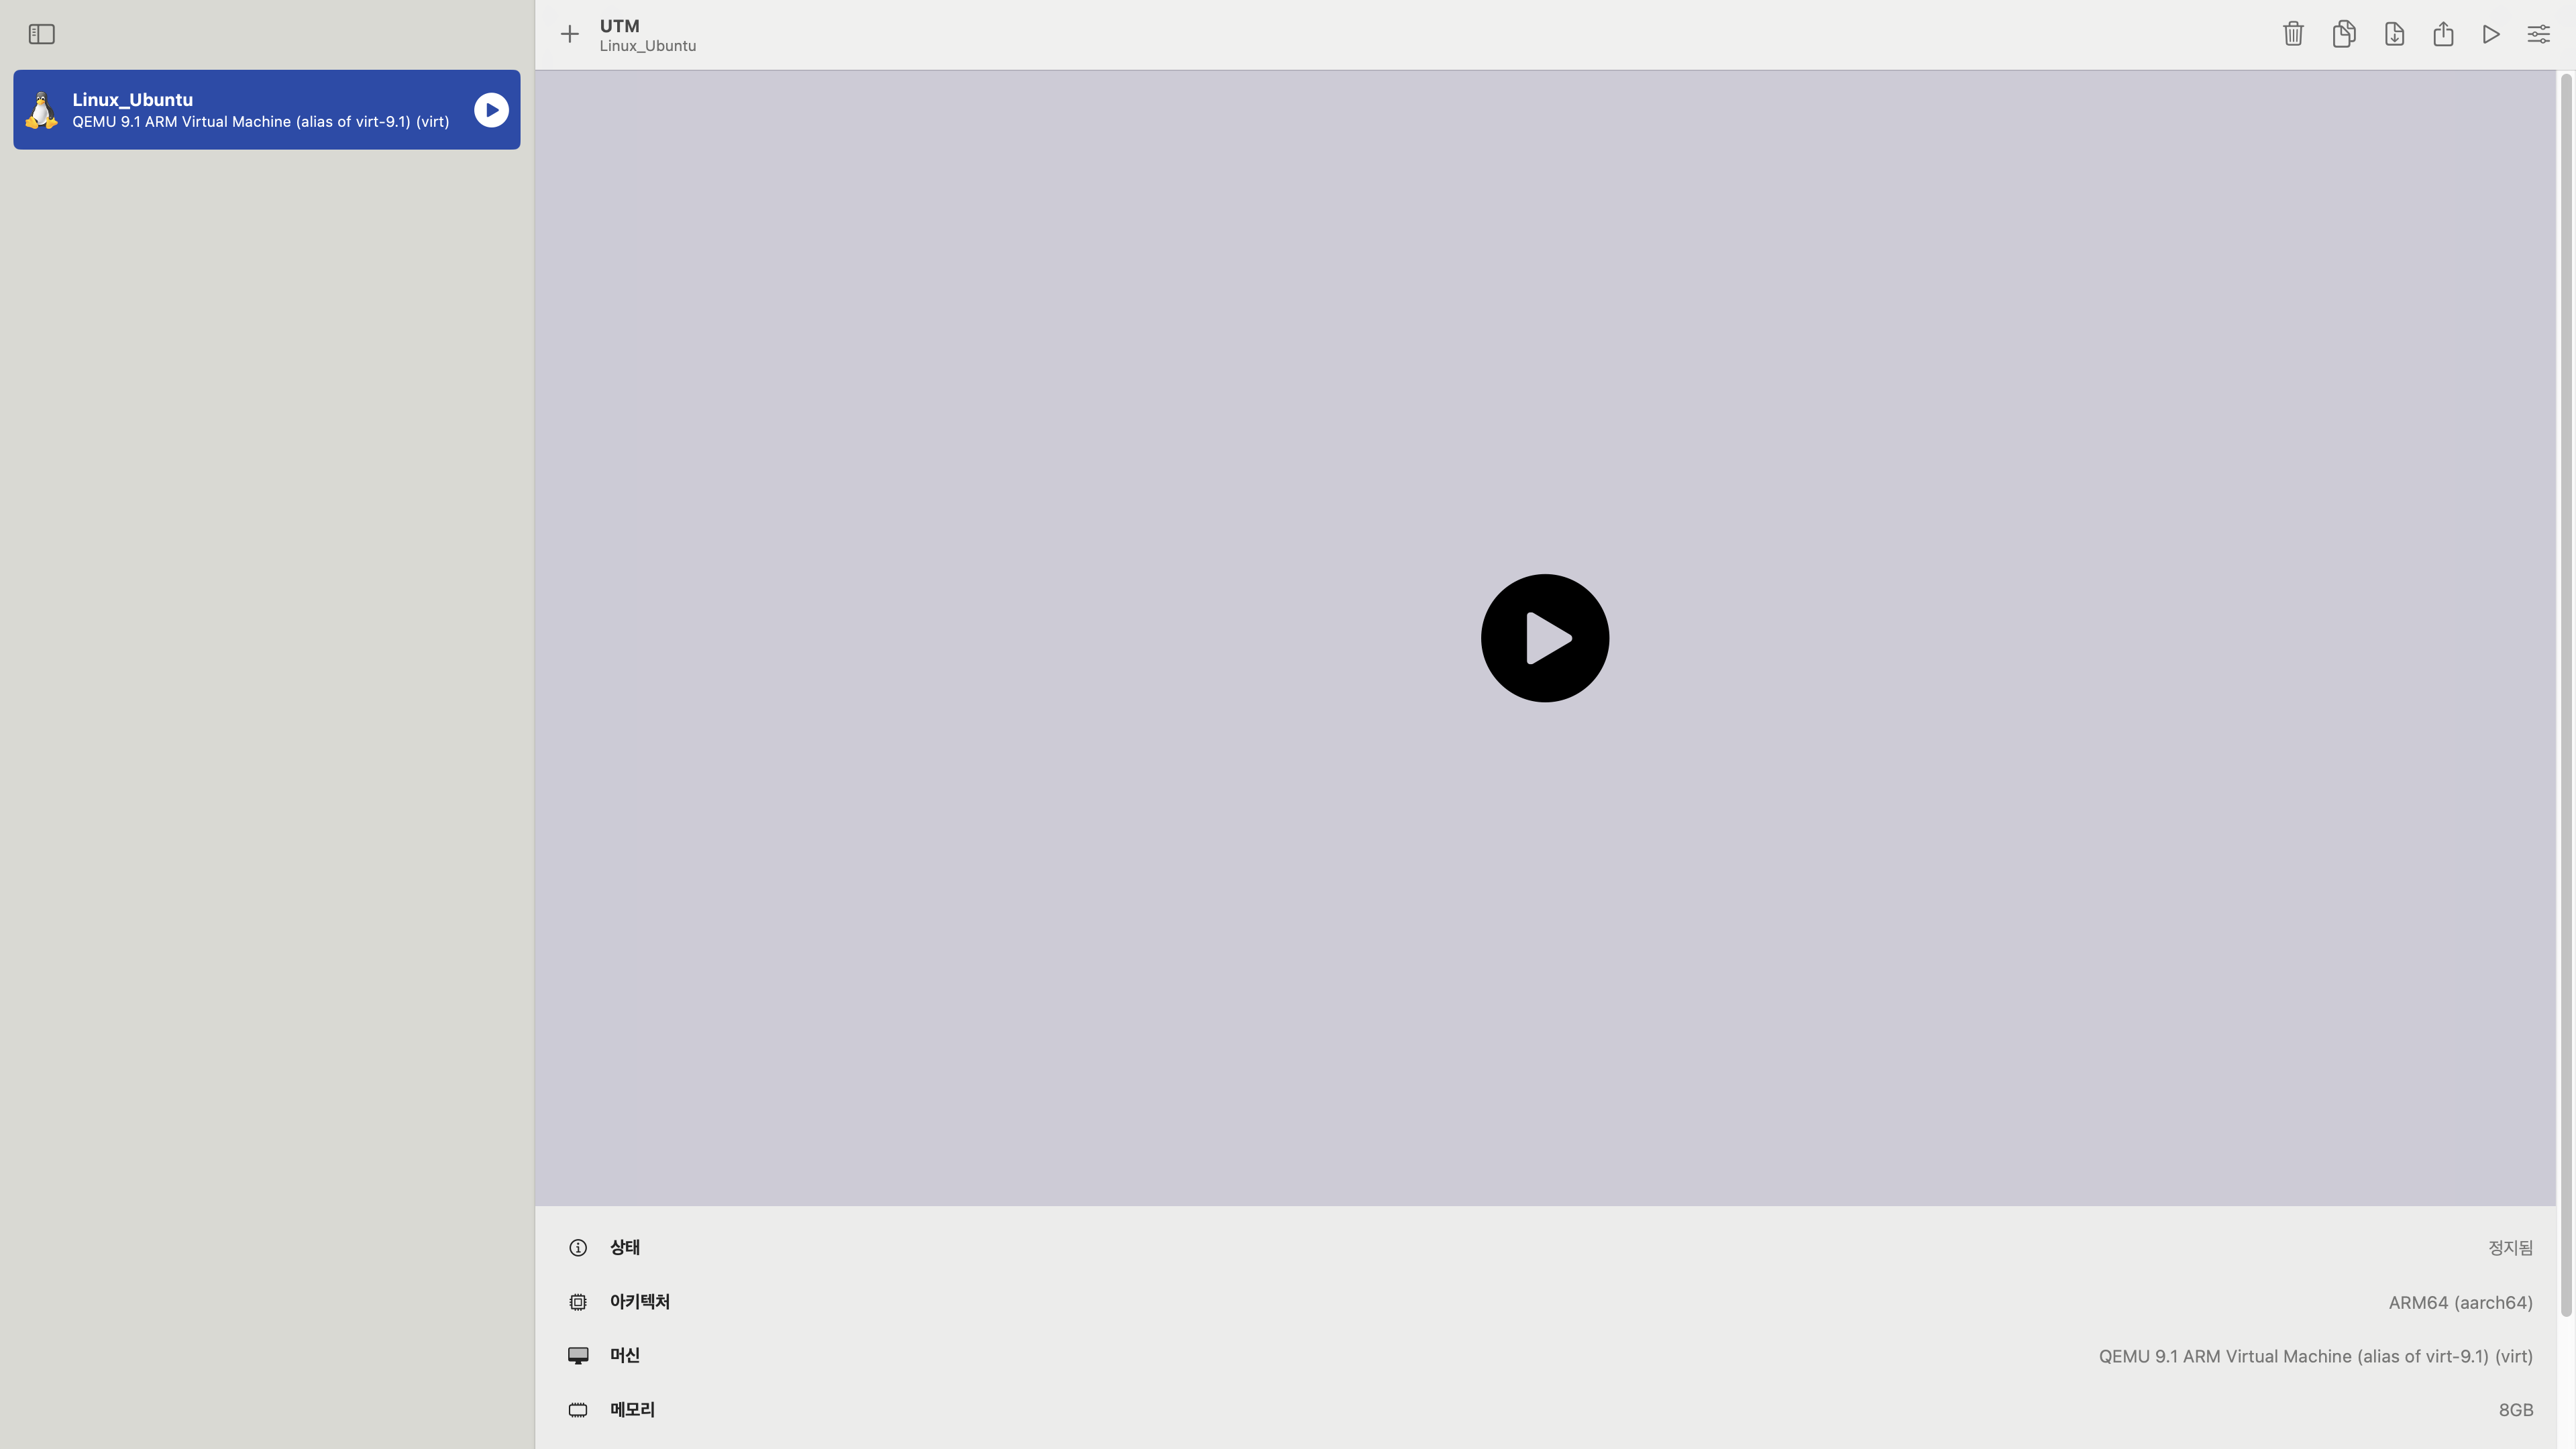 UTM
Linux_Ubuntu
Linux_Ubuntu
QEMU 9.1 ARM Virtual Machine (alias of virt-9.1) (virt)
상태
정지됨
아키텍처
ARM64 (aarch64)
머신
QEMU 9.1 ARM Virtual Machine (alias of virt-9.1) (virt)
메모리
8GB